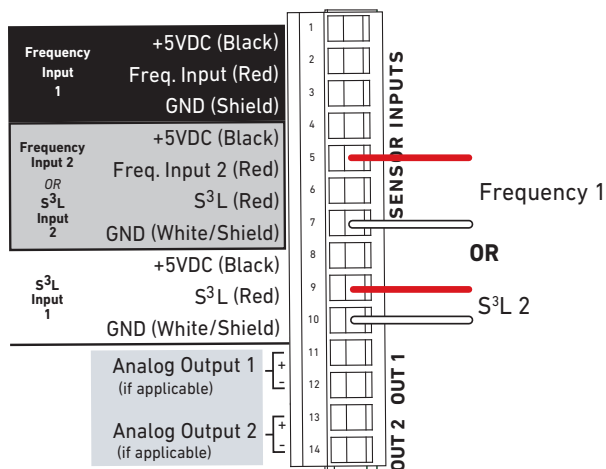 Frequency
Input
1
+5VDC (Black)
Freq. Input (Red)
GND (Shield)
Frequency
Input 2
OR
S³L
Input
2
+5VDC (Black)
Freq. Input 2 (Red)
S³L (Red)
GND (White/Shield)
S³L
Input
1
+5VDC (Black)
S³L (Red)
GND (White/Shield)
Analog Output 1
(if applicable)
+
-
Analog Output 2
(if applicable)
+
-
1
2
3
4
5
6
7
8
9
10
11
12
13
14
SENSOR INPUTS
OUT 1
OUT 2
Frequency 1
OR
S³L 2